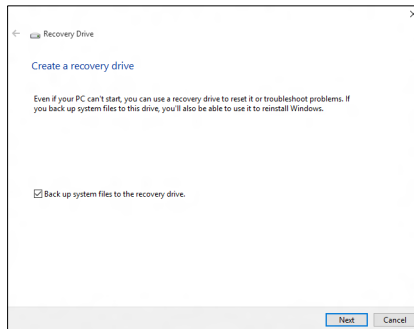 Recovery Drive
Create a recovery drive
Even if your PC can't start, you can use a recovery drive to reset it or troubleshoot problems. If
you back up system files to this drive, you'll also be able to use it to reinstall Windows.
Back up system files to the recovery drive.
Next Cancel